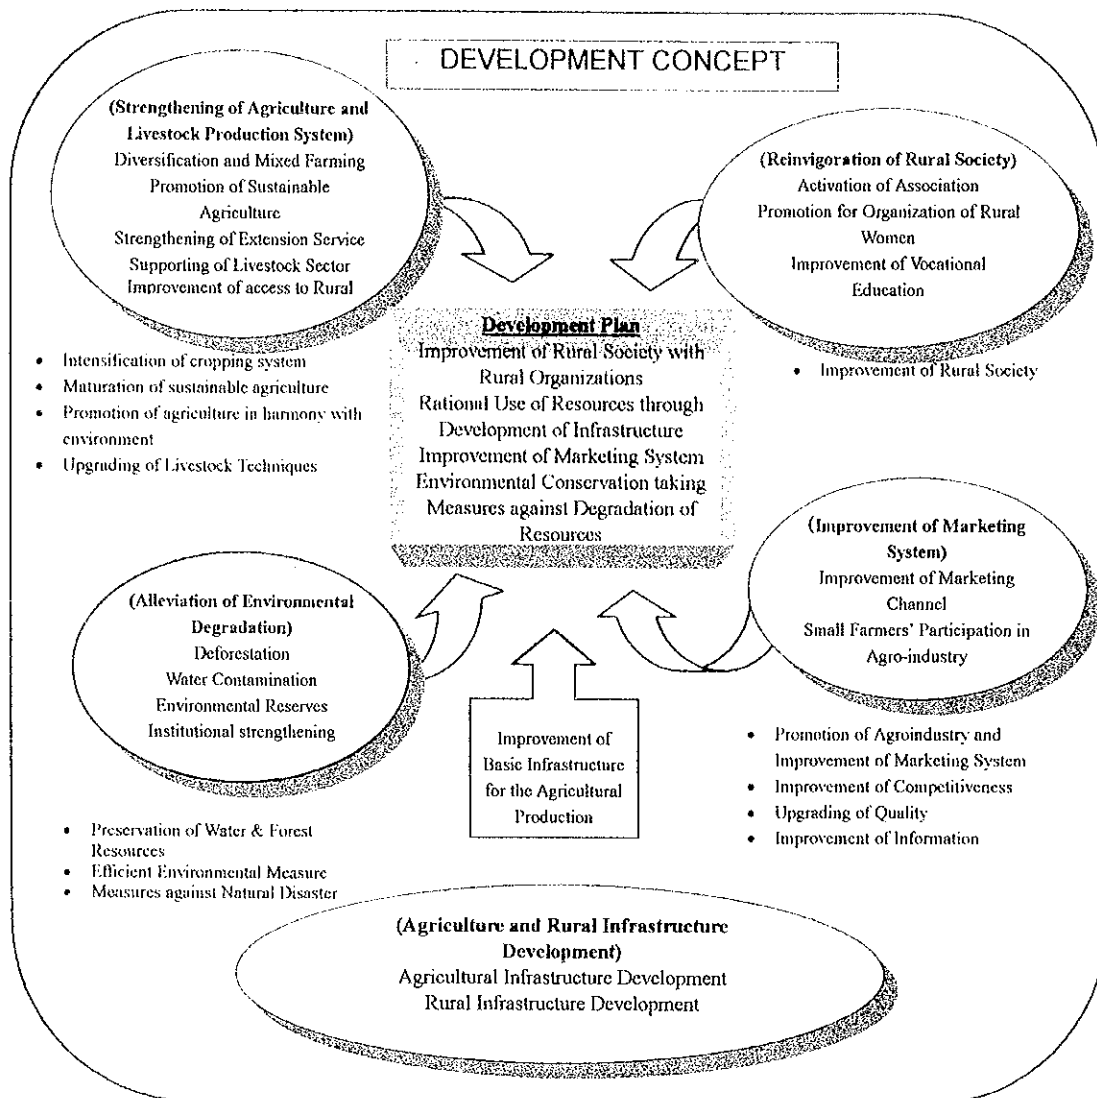 DEVELOPMENT CONCEPT
(Strengthening of Agriculture and
Livestock Production System)
Diversification and Mixed Farming
Promotion of Sustainable
Agriculture
Strengthening of Extension Service
Supporting of Livestock Sector
Improvement of access to Rural
(Reinvigoration of Rural Society)
Activation of Association
Promotion for Organization of Rural
Women
Improvement of Vocational
Education
• Intensification of cropping system
• Maturation of sustainable agriculture
• Promotion of agriculture in harmony with
environment
• Upgrading of Livestock Techniques
Development Plan
Improvement of Rural Society with
Rural Organizations
Rational Use of Resources through
Development of Infrastructure
Improvement of Marketing System
Environmental Conservation taking
Measures against Degradation of
Resources
• Improvement of Rural Society
(Alleviation of Environmental
Degradation)
Deforestation
Water Contamination
Environmental Reserves
Institutional strengthening
(Improvement of Marketing
System)
Improvement of Marketing
Channel
Small Farmers' Participation in
Agro-industry
Improvement of
Basic Infrastructure
for the Agricultural
Production
• Promotion of Agroindustry and
Improvement of Marketing System
• Improvement of Competitiveness
• Upgrading of Quality
• Improvement of Information
• Preservation of Water & Forest
Resources
• Efficient Environmental Measure
• Measures against Natural Disaster
(Agriculture and Rural Infrastructure
Development)
Agricultural Infrastructure Development
Rural Infrastructure Development